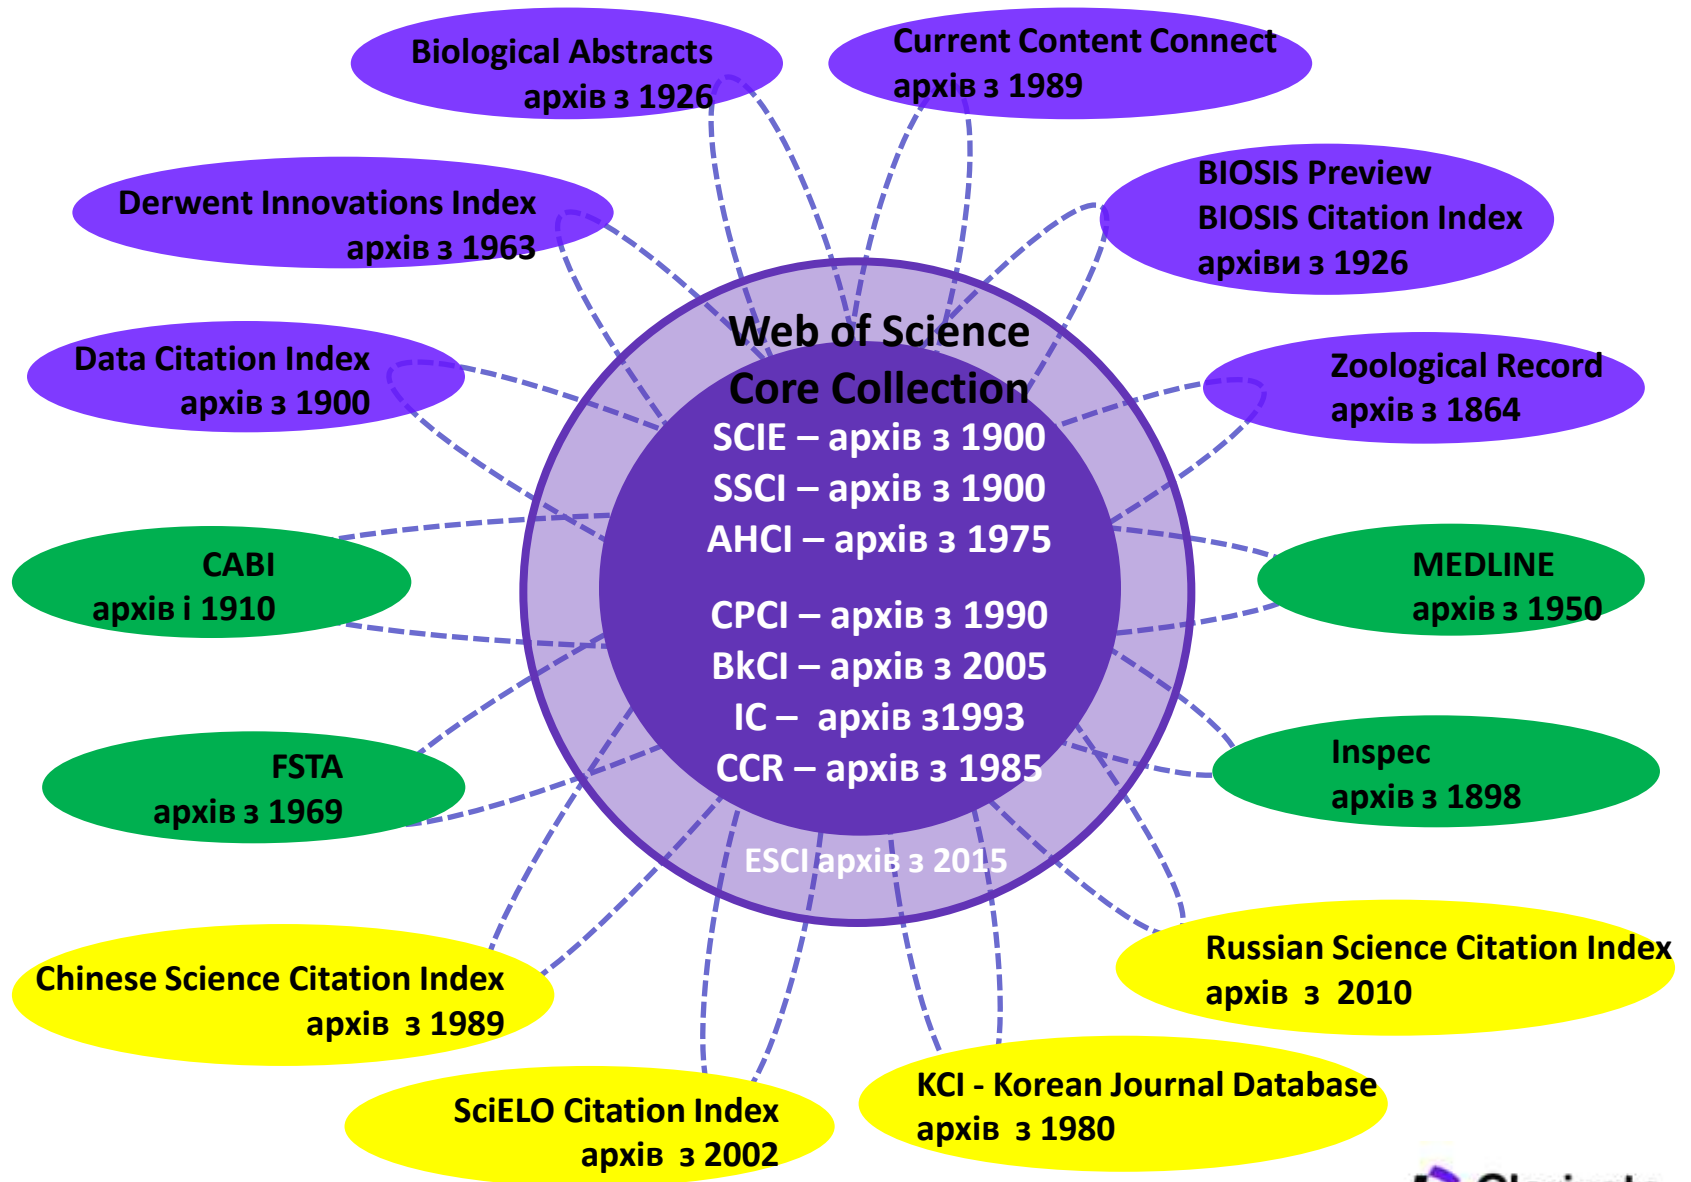 Biological Abstracts
архів з 1926
Current Content Connect
архів з 1989
Derwent Innovations Index
архів з 1963
BIOSIS Preview
BIOSIS Citation Index
архіви з 1926
Data Citation Index
архів з 1900
Zoological Record
архів з 1864
Web of Science
Core Collection
SCIE – архів з 1900
SSCI – архів з 1900
AHCI – архів з 1975
CPCI – архів з 1990
BkCI – архів з 2005
IC – архів з1993
CCR – архів з 1985
ESCI архів з 2015
CABI
архів і 1910
MEDLINE
архів з 1950
FSTA
архів з 1969
Inspec
архів з 1898
Chinese Science Citation Index
архів з 1989
Russian Science Citation Index
архів з 2010
SciELO Citation Index
архів з 2002
KCI - Korean Journal Database
архів з 1980